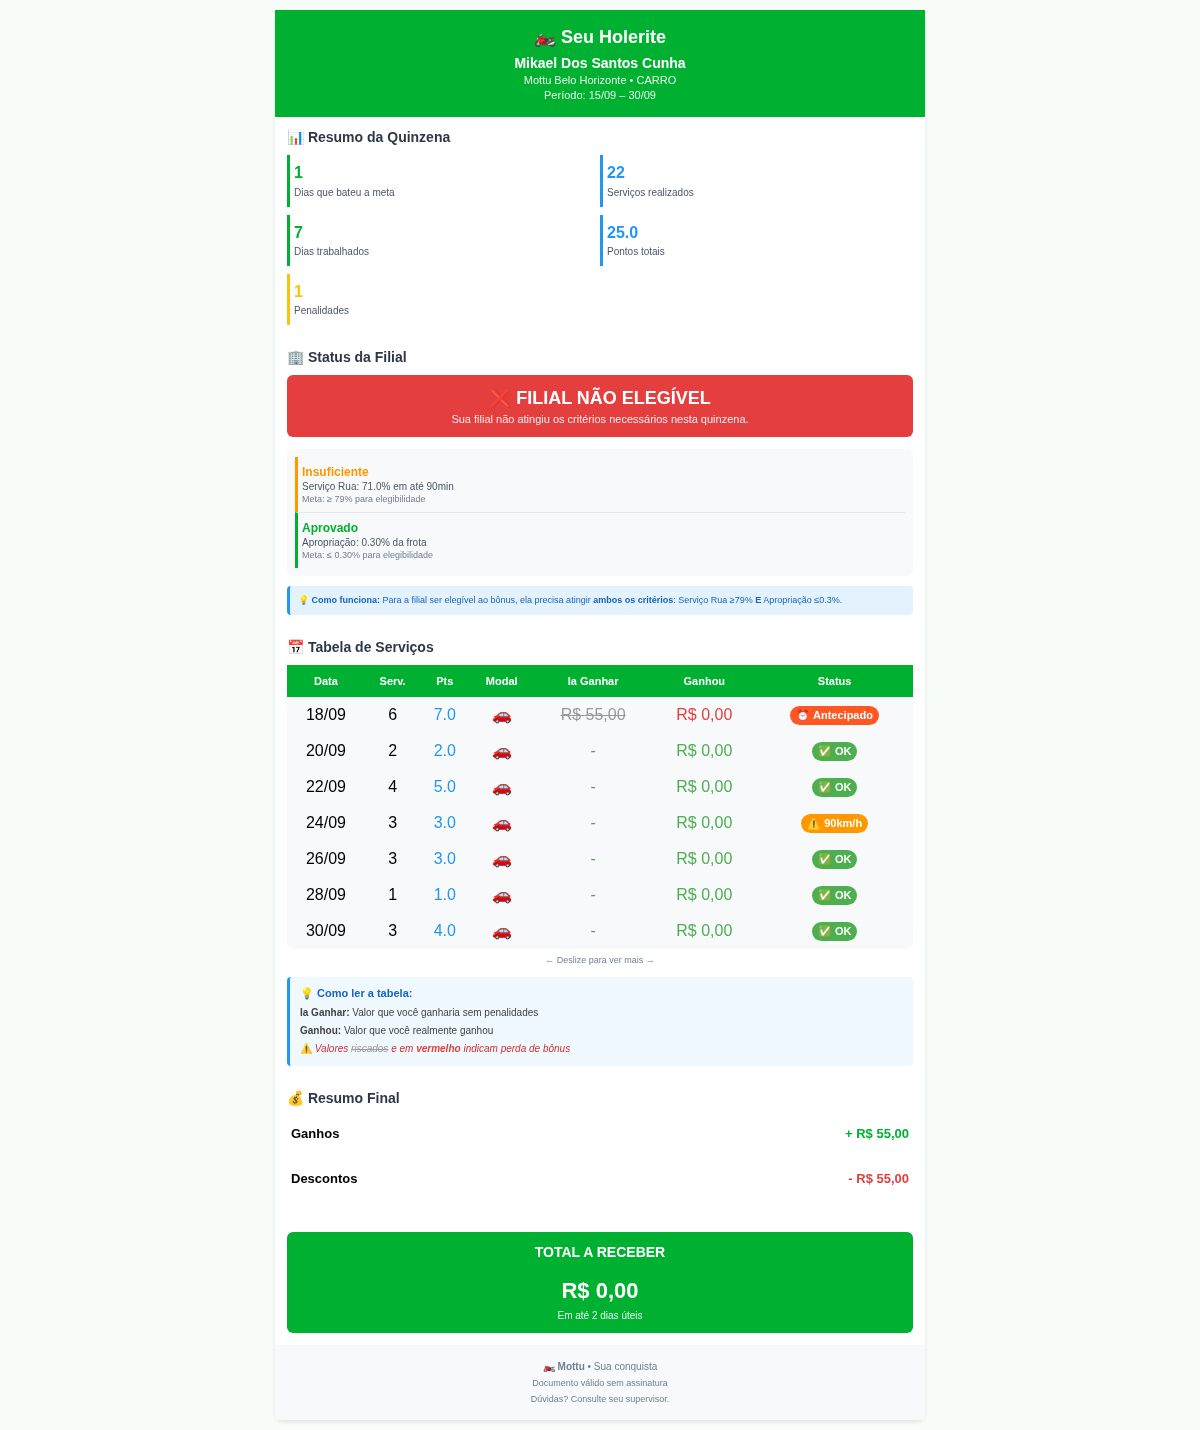 🏍️ Seu Holerite
Mikael Dos Santos Cunha
Mottu Belo Horizonte • CARRO
Período: 15/09 – 30/09
📊 Resumo da Quinzena
1
Dias que bateu a meta
22
Serviços realizados
7
Dias trabalhados
25.0
Pontos totais
1
Penalidades
🏢 Status da Filial
❌ FILIAL NÃO ELEGÍVEL
Sua filial não atingiu os critérios necessários nesta quinzena.
Insuficiente
Serviço Rua: 71.0% em até 90min
Meta: ≥ 79% para elegibilidade
Aprovado
Apropriação: 0.30% da frota
Meta: ≤ 0.30% para elegibilidade
💡 Como funciona: Para a filial ser elegível ao bônus, ela precisa atingir ambos os critérios: Serviço Rua ≥79% E Apropriação ≤0.3%.
📅 Tabela de Serviços
Data Serv. Pts Modal Ia Ganhar Ganhou Status
18/09 6 7.0 🚗 R$ 55,00 R$ 0,00 ⏰ Antecipado
20/09 2 2.0 🚗 - R$ 0,00 ✅ OK
22/09 4 5.0 🚗 - R$ 0,00 ✅ OK
24/09 3 3.0 🚗 - R$ 0,00 ⚠️ 90km/h
26/09 3 3.0 🚗 - R$ 0,00 ✅ OK
28/09 1 1.0 🚗 - R$ 0,00 ✅ OK
30/09 3 4.0 🚗 - R$ 0,00 ✅ OK
← Deslize para ver mais →
💡 Como ler a tabela:
Ia Ganhar: Valor que você ganharia sem penalidades
Ganhou: Valor que você realmente ganhou
⚠️ Valores riscados e em vermelho indicam perda de bônus
💰 Resumo Final
Ganhos + R$ 55,00
Descontos - R$ 55,00
TOTAL A RECEBER
R$ 0,00
Em até 2 dias úteis
🏍️ Mottu • Sua conquista
Documento válido sem assinatura
Dúvidas? Consulte seu supervisor.